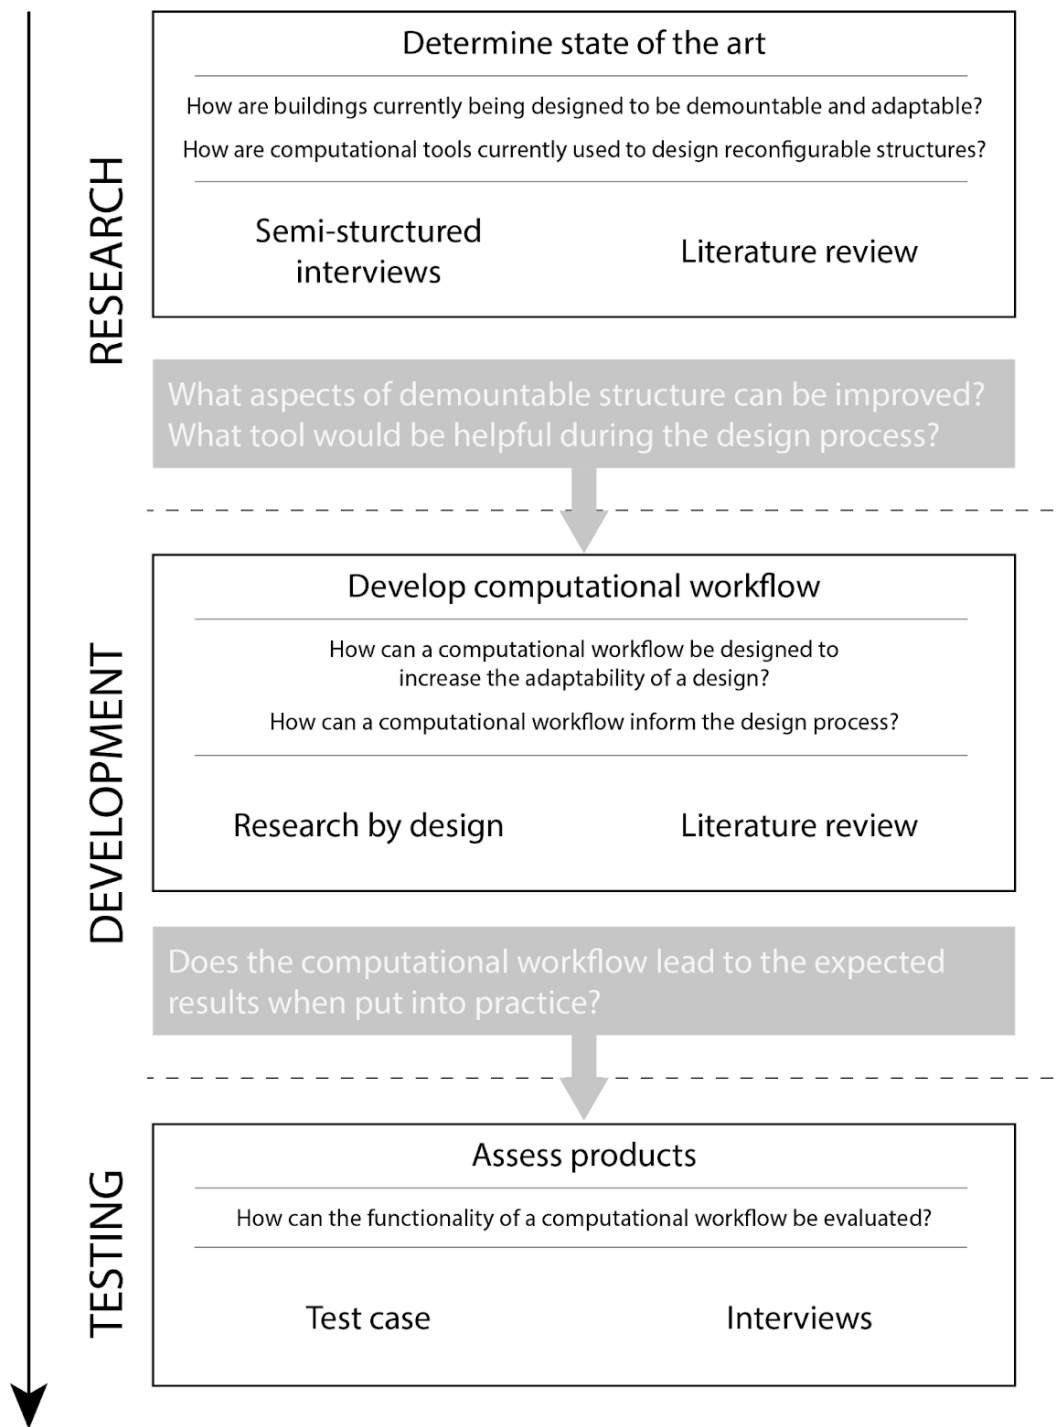 RESEARCH
Determine state of the art
How are buildings currently being designed to be demountable and adaptable?
How are computational tools currently used to design reconfigurable structures?
Semi-sturctured
interviews
Literature review
What aspects of demountable structure can be improved?
What tool would be helpful during the design process?
DEVELOPMENT
Develop computational workflow
How can a computational workflow be designed to
increase the adaptability of a design?
How can a computational workflow inform the design process?
Research by design
Literature review
Does the computational workflow lead to the expected
results when put into practice?
TESTING
Assess products
How can the functionality of a computational workflow be evaluated?
Test case
Interviews